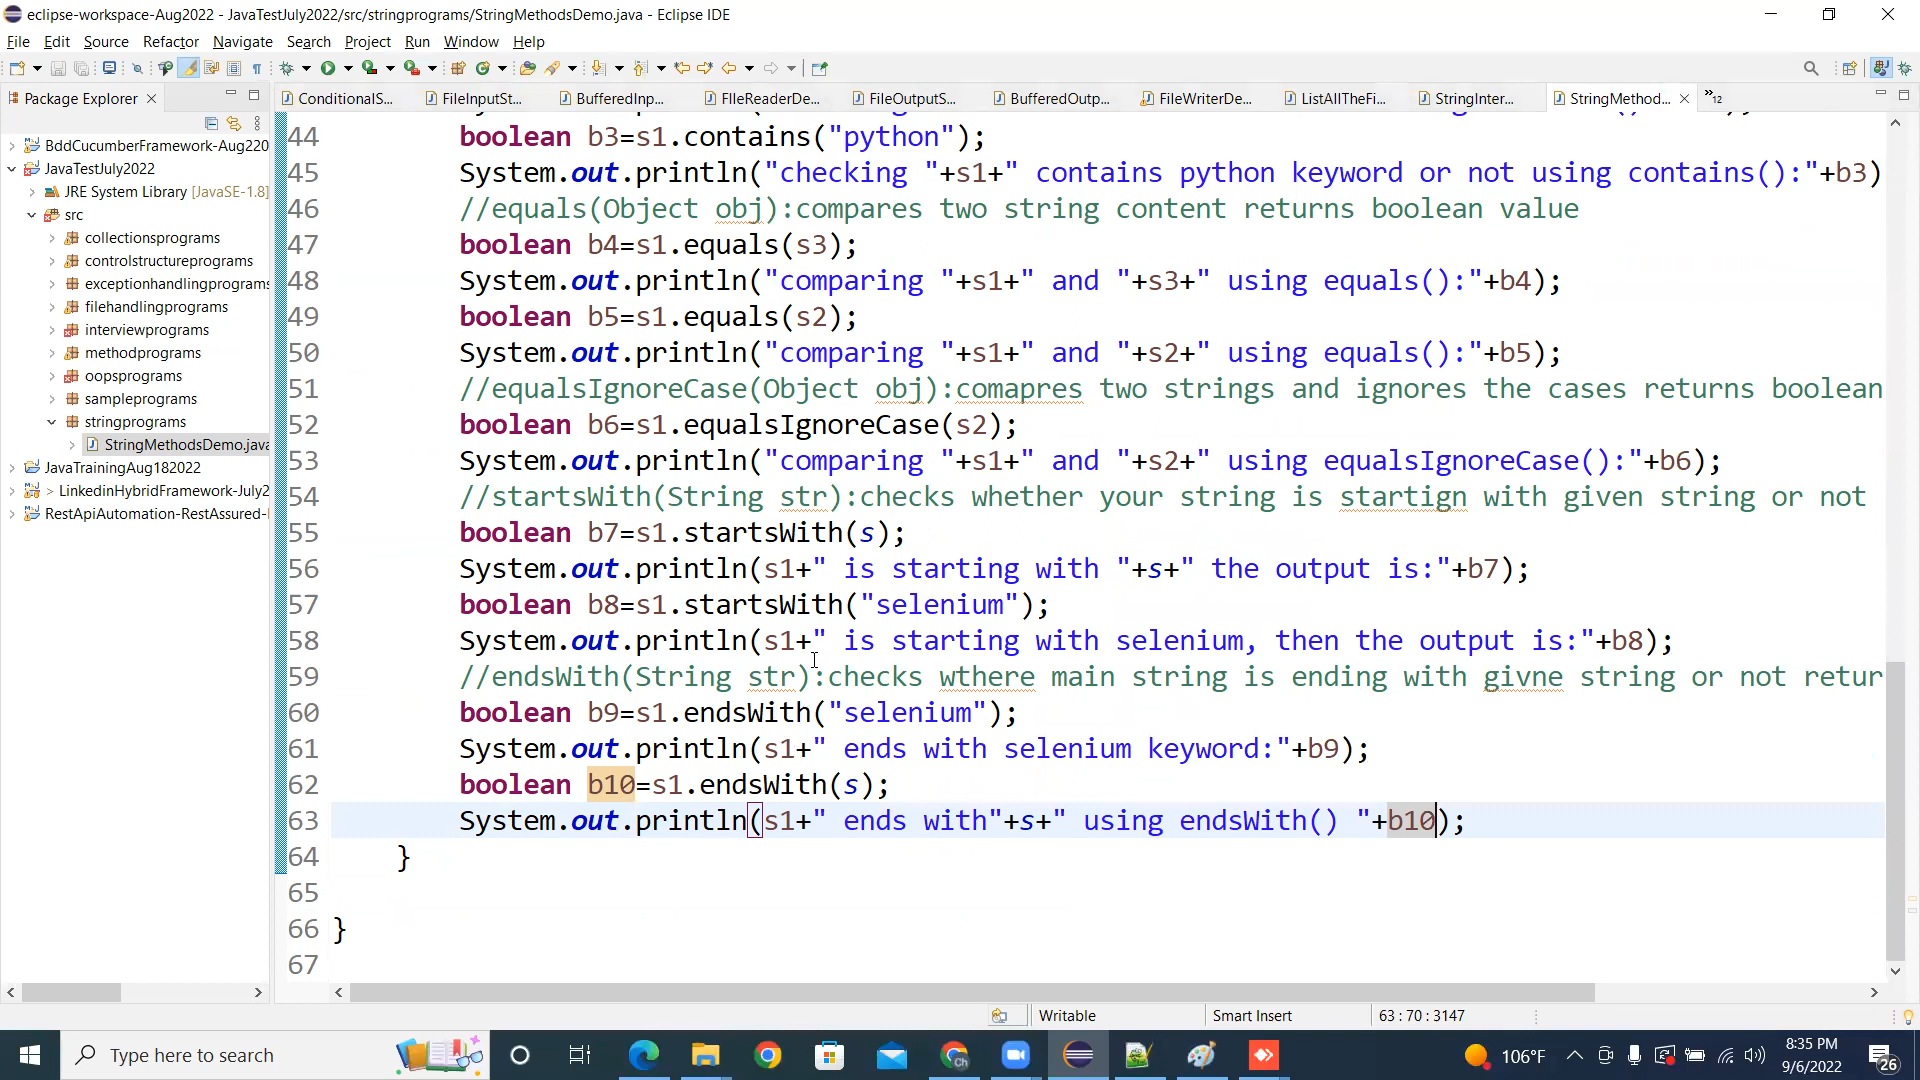 eclipse-workspace-Aug2022 - JavaTestJuly2022/src/stringprograms/StringMethodsDemo.java - Eclipse IDE
File Edit Source Refactor Navigate Search Project Run Window Help
Package Explorer
ConditionalS... FileInputStr... BufferedInp... FIleReaderDe... FileOutputS... BufferedOutp... FileWriterDe... ListAllTheFi... StringInter... StringMethod... »12
BddCucumberFramework-Aug220
JavaTestJuly2022
JRE System Library [JavaSE-1.8]
src
collectionsprograms
controlstructureprograms
exceptionhandlingprograms
filehandlingprograms
interviewprograms
methodprograms
oopsprograms
sampleprograms
stringprograms
StringMethodsDemo.java
JavaTrainingAug182022
> LinkedinHybridFramework-July2
RestApiAutomation-RestAssured-
44 boolean b3=s1.contains("python");
45 System.out.println("checking "+s1+" contains python keyword or not using contains():"+b3)
46 //equals(Object obj):compares two string content returns boolean value
47 boolean b4=s1.equals(s3);
48 System.out.println("comparing "+s1+" and "+s3+" using equals():"+b4);
49 boolean b5=s1.equals(s2);
50 System.out.println("comparing "+s1+" and "+s2+" using equals():"+b5);
51 //equalsIgnoreCase(Object obj):comapres two strings and ignores the cases returns boolean
52 boolean b6=s1.equalsIgnoreCase(s2);
53 System.out.println("comparing "+s1+" and "+s2+" using equalsIgnoreCase():"+b6);
54 //startsWith(String str):checks whether your string is startign with given string or not
55 boolean b7=s1.startsWith(s);
56 System.out.println(s1+" is starting with "+s+" the output is:"+b7);
57 boolean b8=s1.startsWith("selenium");
58 System.out.println(s1+" is starting with selenium, then the output is:"+b8);
59 //endsWith(String str):checks wthere main string is ending with givne string or not retur
60 boolean b9=s1.endsWith("selenium");
61 System.out.println(s1+" ends with selenium keyword:"+b9);
62 boolean b10=s1.endsWith(s);
63 System.out.println(s1+" ends with"+s+" using endsWith() "+b10);
64 }
65
66 }
67
Writable Smart Insert 63 : 70 : 3147
Type here to search
106°F
8:35 PM
9/6/2022
26